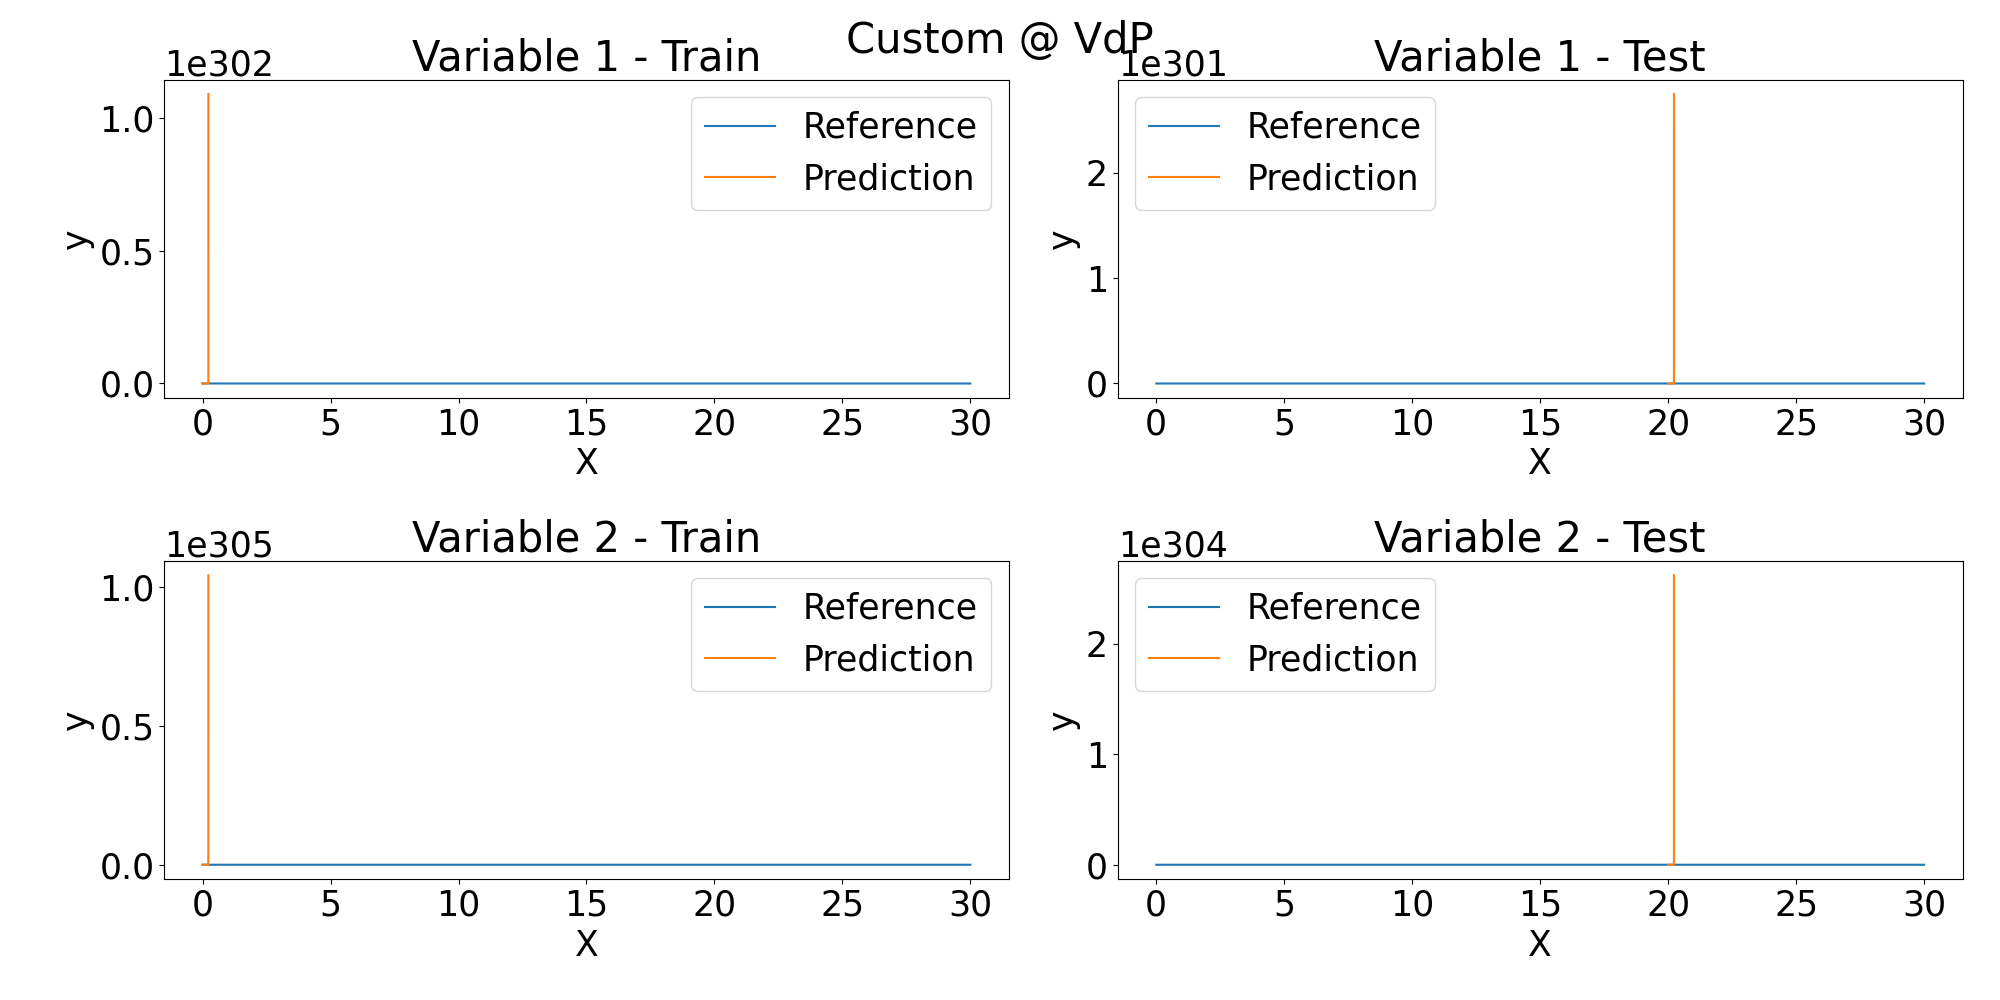 Custom @ VdP
Variable 1 - Train
1e302
1.0
0.5
0.0
y
Reference
Prediction
0 5 10 15 20 25 30
X
Variable 1 - Test
1e301
2
1
0
y
Reference
Prediction
0 5 10 15 20 25 30
X
Variable 2 - Train
1e305
1.0
0.5
0.0
y
Reference
Prediction
0 5 10 15 20 25 30
X
Variable 2 - Test
1e304
2
1
0
y
Reference
Prediction
0 5 10 15 20 25 30
X